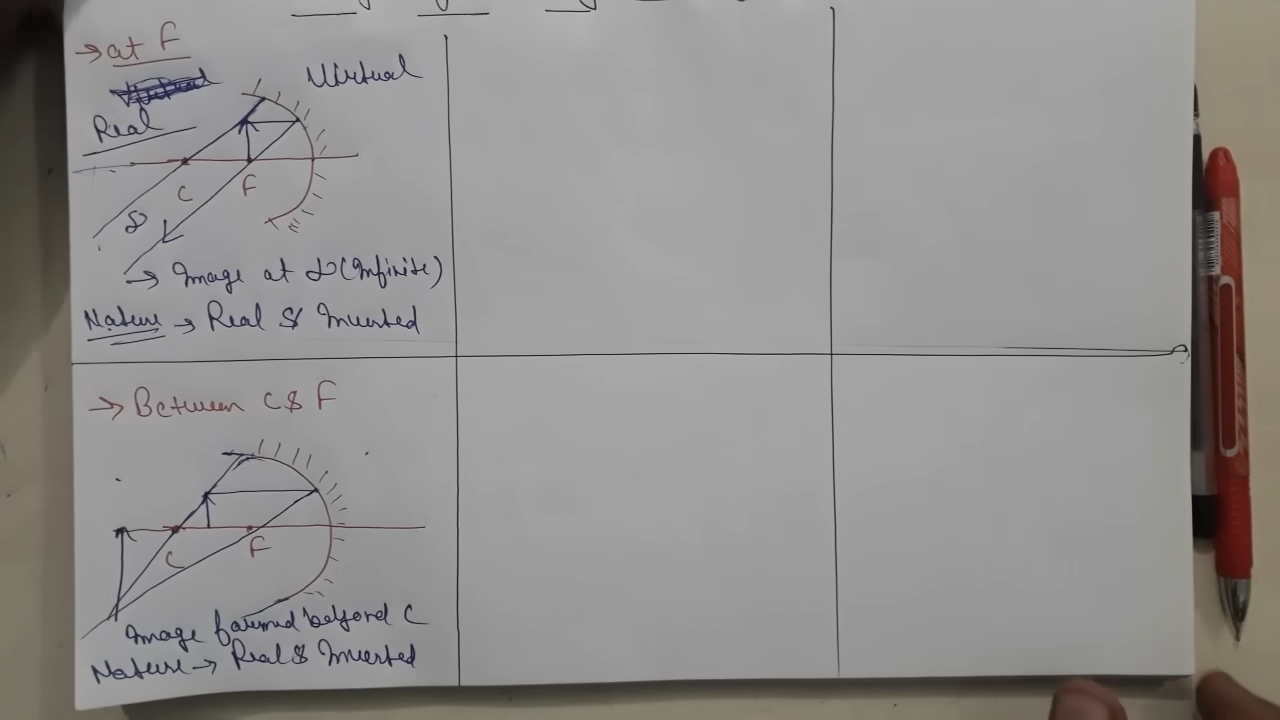 → at F
Virtual
Real
C
F
∞
→ Image at ∞ (Infinite)
Nature → Real & Inverted
→ Between C & F
C
F
Image formed beyond C
Nature → Real & Inverted